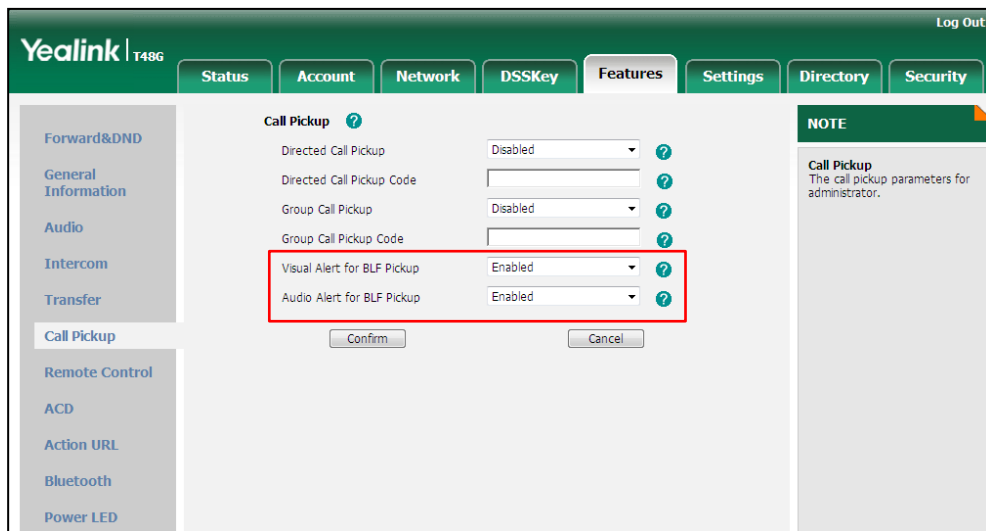 Log Out
Yealink T48G
Status Account Network DSSKey Features Settings Directory Security
Forward&DND
General
Information
Audio
Intercom
Transfer
Call Pickup
Remote Control
ACD
Action URL
Bluetooth
Power LED
Call Pickup ?
Directed Call Pickup Disabled ?
Directed Call Pickup Code ?
Group Call Pickup Disabled ?
Group Call Pickup Code ?
Visual Alert for BLF Pickup Enabled ?
Audio Alert for BLF Pickup Enabled ?
Confirm Cancel
NOTE
Call Pickup
The call pickup parameters for
administrator.